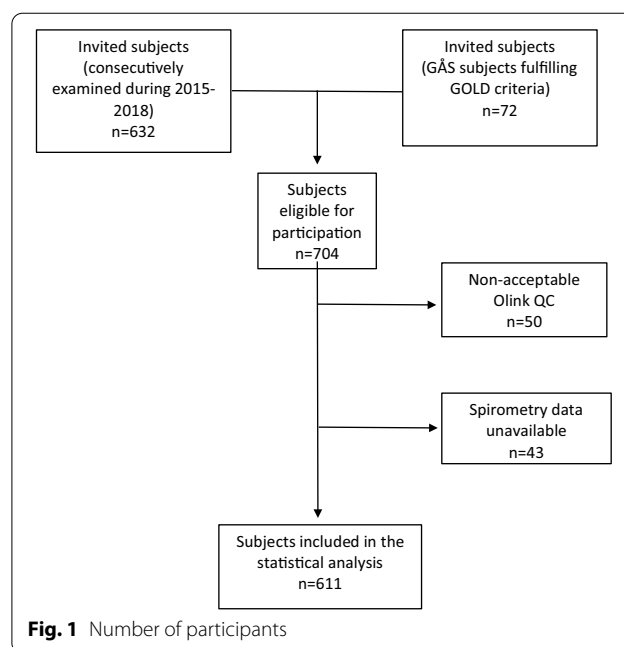 Invited subjects
(consecutively
examined during 2015-
2018)
n=632
Invited subjects
(GÅS subjects fulfilling
GOLD criteria)
n=72
Subjects
eligible for
participation
n=704
Non-acceptable
Olink QC
n=50
Spirometry data
unavailable
n=43
Subjects included in the
statistical analysis
n=611
Fig. 1 Number of participants